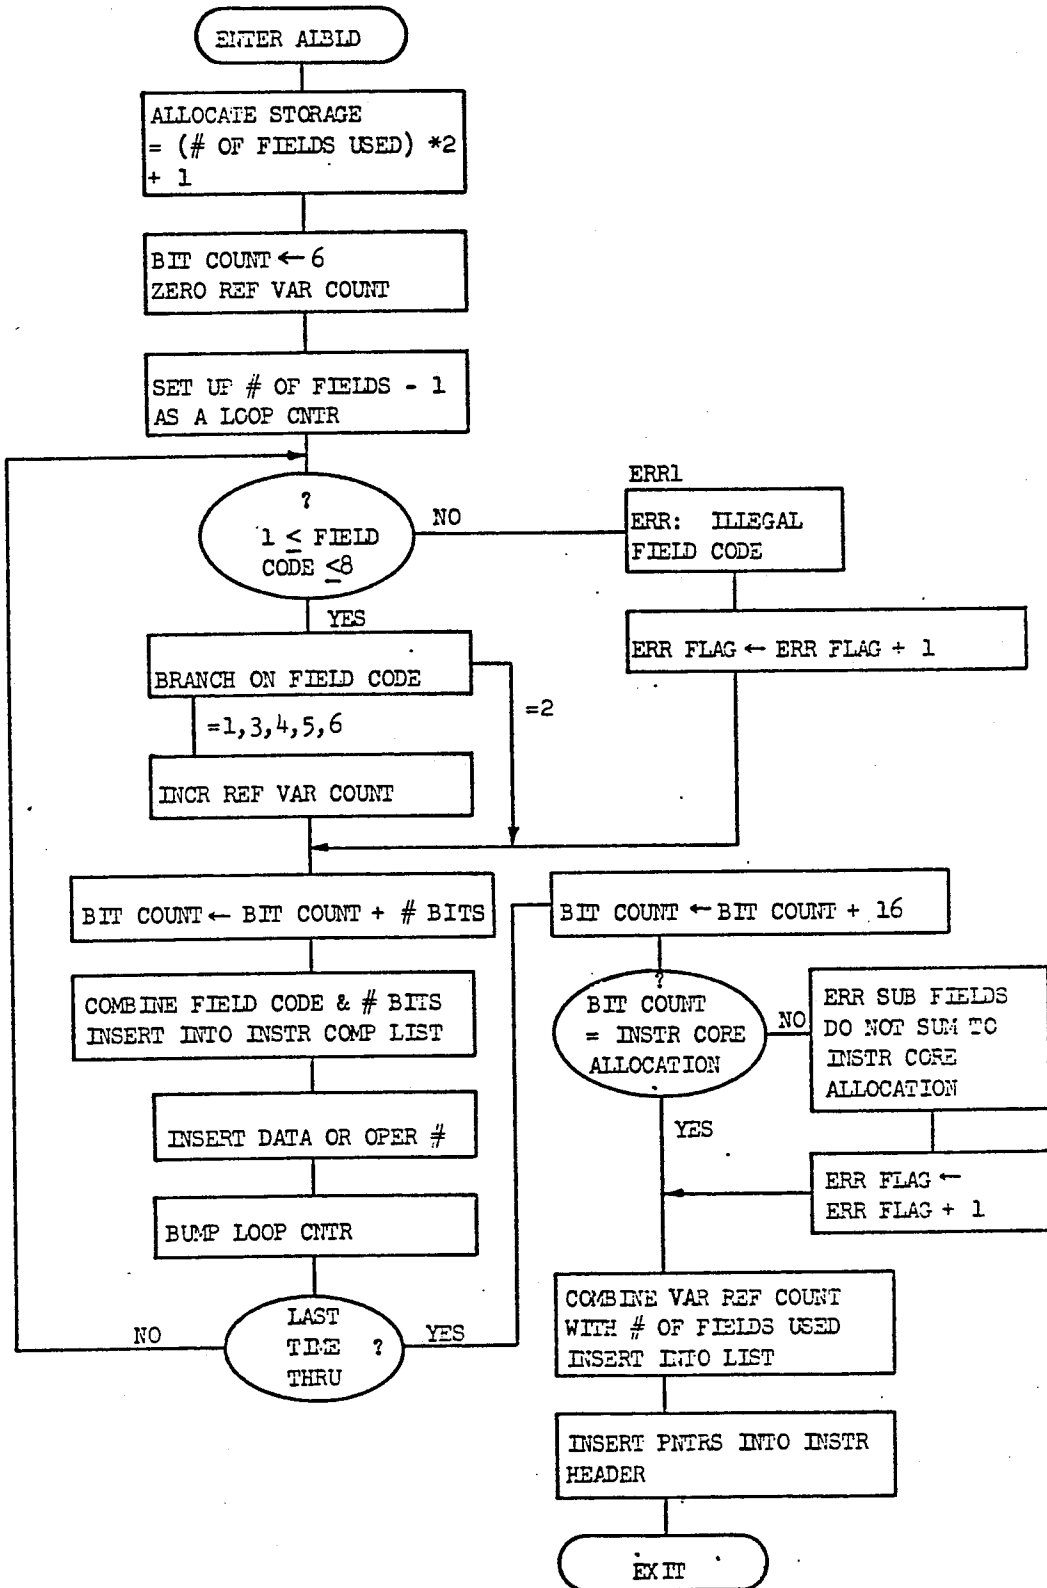 ENTER ALBLD
ALLOCATE STORAGE
= (# OF FIELDS USED) *2
+ 1
BIT COUNT ← 6
ZERO REF VAR COUNT
SET UP # OF FIELDS - 1
AS A LOOP CNTR
?
1 ≤ FIELD
CODE ≤8
NO
ERR1
ERR: ILLEGAL
FIELD CODE
YES
ERR FLAG ← ERR FLAG + 1
BRANCH ON FIELD CODE
=2
=1,3,4,5,6
INCR REF VAR COUNT
BIT COUNT ← BIT COUNT + # BITS
COMBINE FIELD CODE & # BITS
INSERT INTO INSTR COMP LIST
INSERT DATA OR OPER #
BUMP LOOP CNTR
LAST
TIME ?
THRU
NO
YES
BIT COUNT ← BIT COUNT + 16
?
BIT COUNT
= INSTR CORE
ALLOCATION
NO
ERR SUB FIELDS
DO NOT SUM TO
INSTR CORE
ALLOCATION
YES
ERR FLAG ←
ERR FLAG + 1
COMBINE VAR REF COUNT
WITH # OF FIELDS USED
INSERT INTO LIST
INSERT PNTRS INTO INSTR
HEADER
EXIT